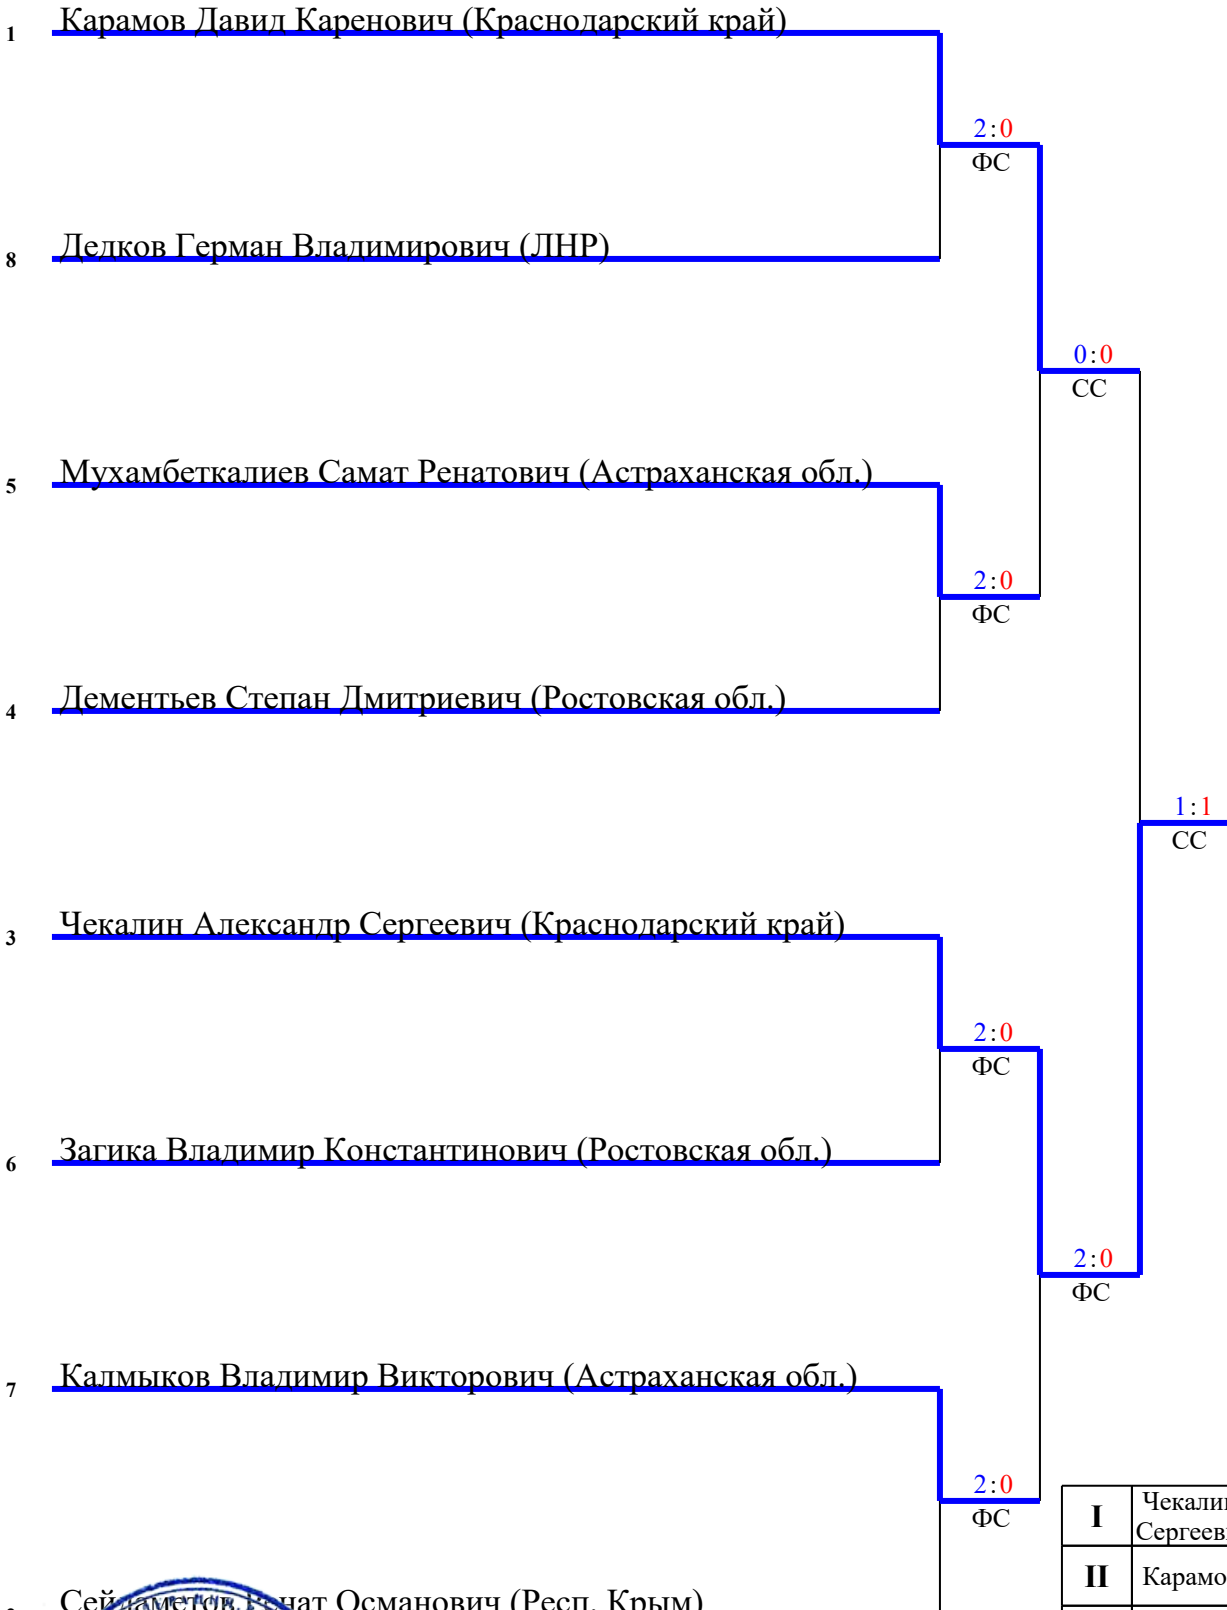 1 Карамов Давид Каренович (Краснодарский край)
2:0
ФС
8 Дедков Герман Владимирович (ЛНР)
0:0
СС
5 Мухамбеткалиев Самат Ренатович (Астраханская обл.)
2:0
ФС
4 Дементьев Степан Дмитриевич (Ростовская обл.)
1:1
СС
3 Чекалин Александр Сергеевич (Краснодарский край)
2:0
ФС
6 Загика Владимир Константинович (Ростовская обл.)
2:0
ФС
7 Калмыков Владимир Викторович (Астраханская обл.)
2:0
ФС
I Чекалин
Сергееви
II Карамо
Османович (Респ. Крым)